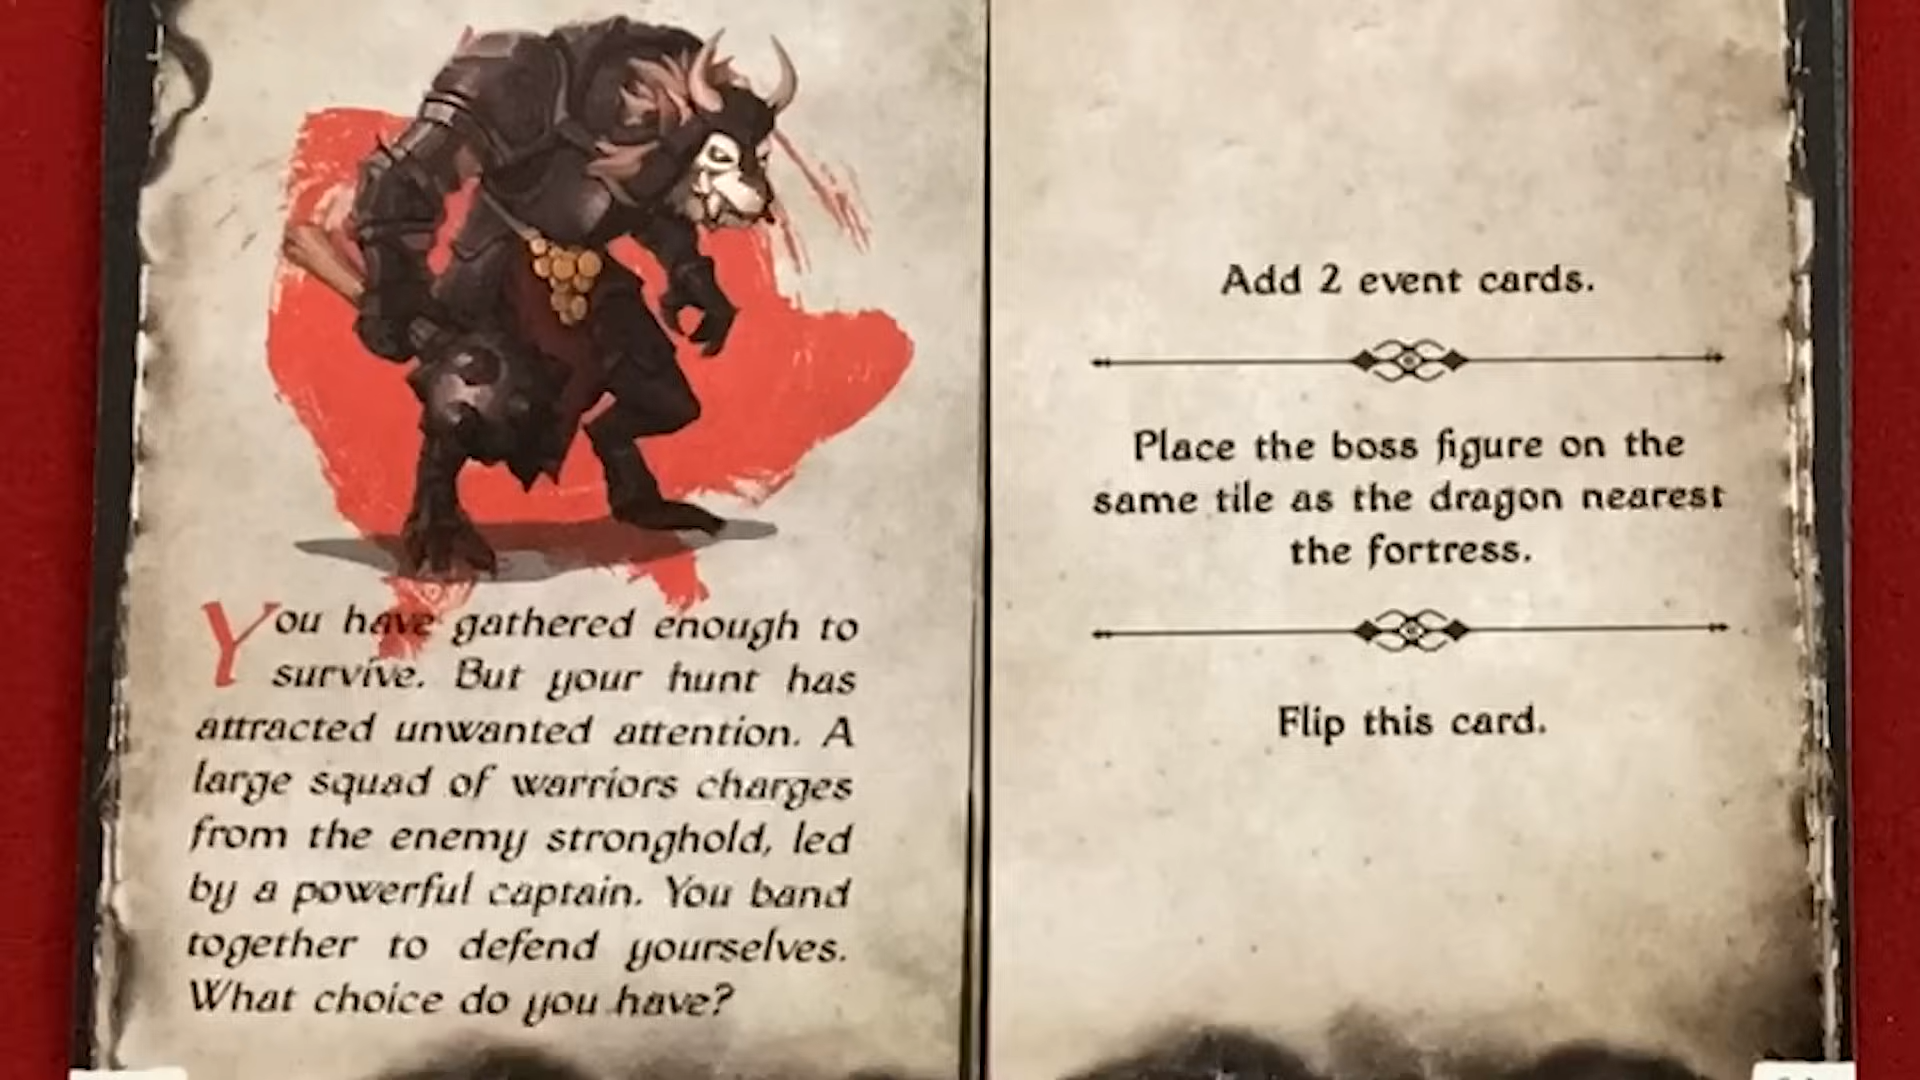 You have gathered enough to
survive. But your hunt has
attracted unwanted attention. A
large squad of warriors charges
from the enemy stronghold, led
by a powerful captain. You band
together to defend yourselves.
What choice do you have?
Add 2 event cards.
Place the boss figure on the
same tile as the dragon nearest
the fortress.
Flip this card.